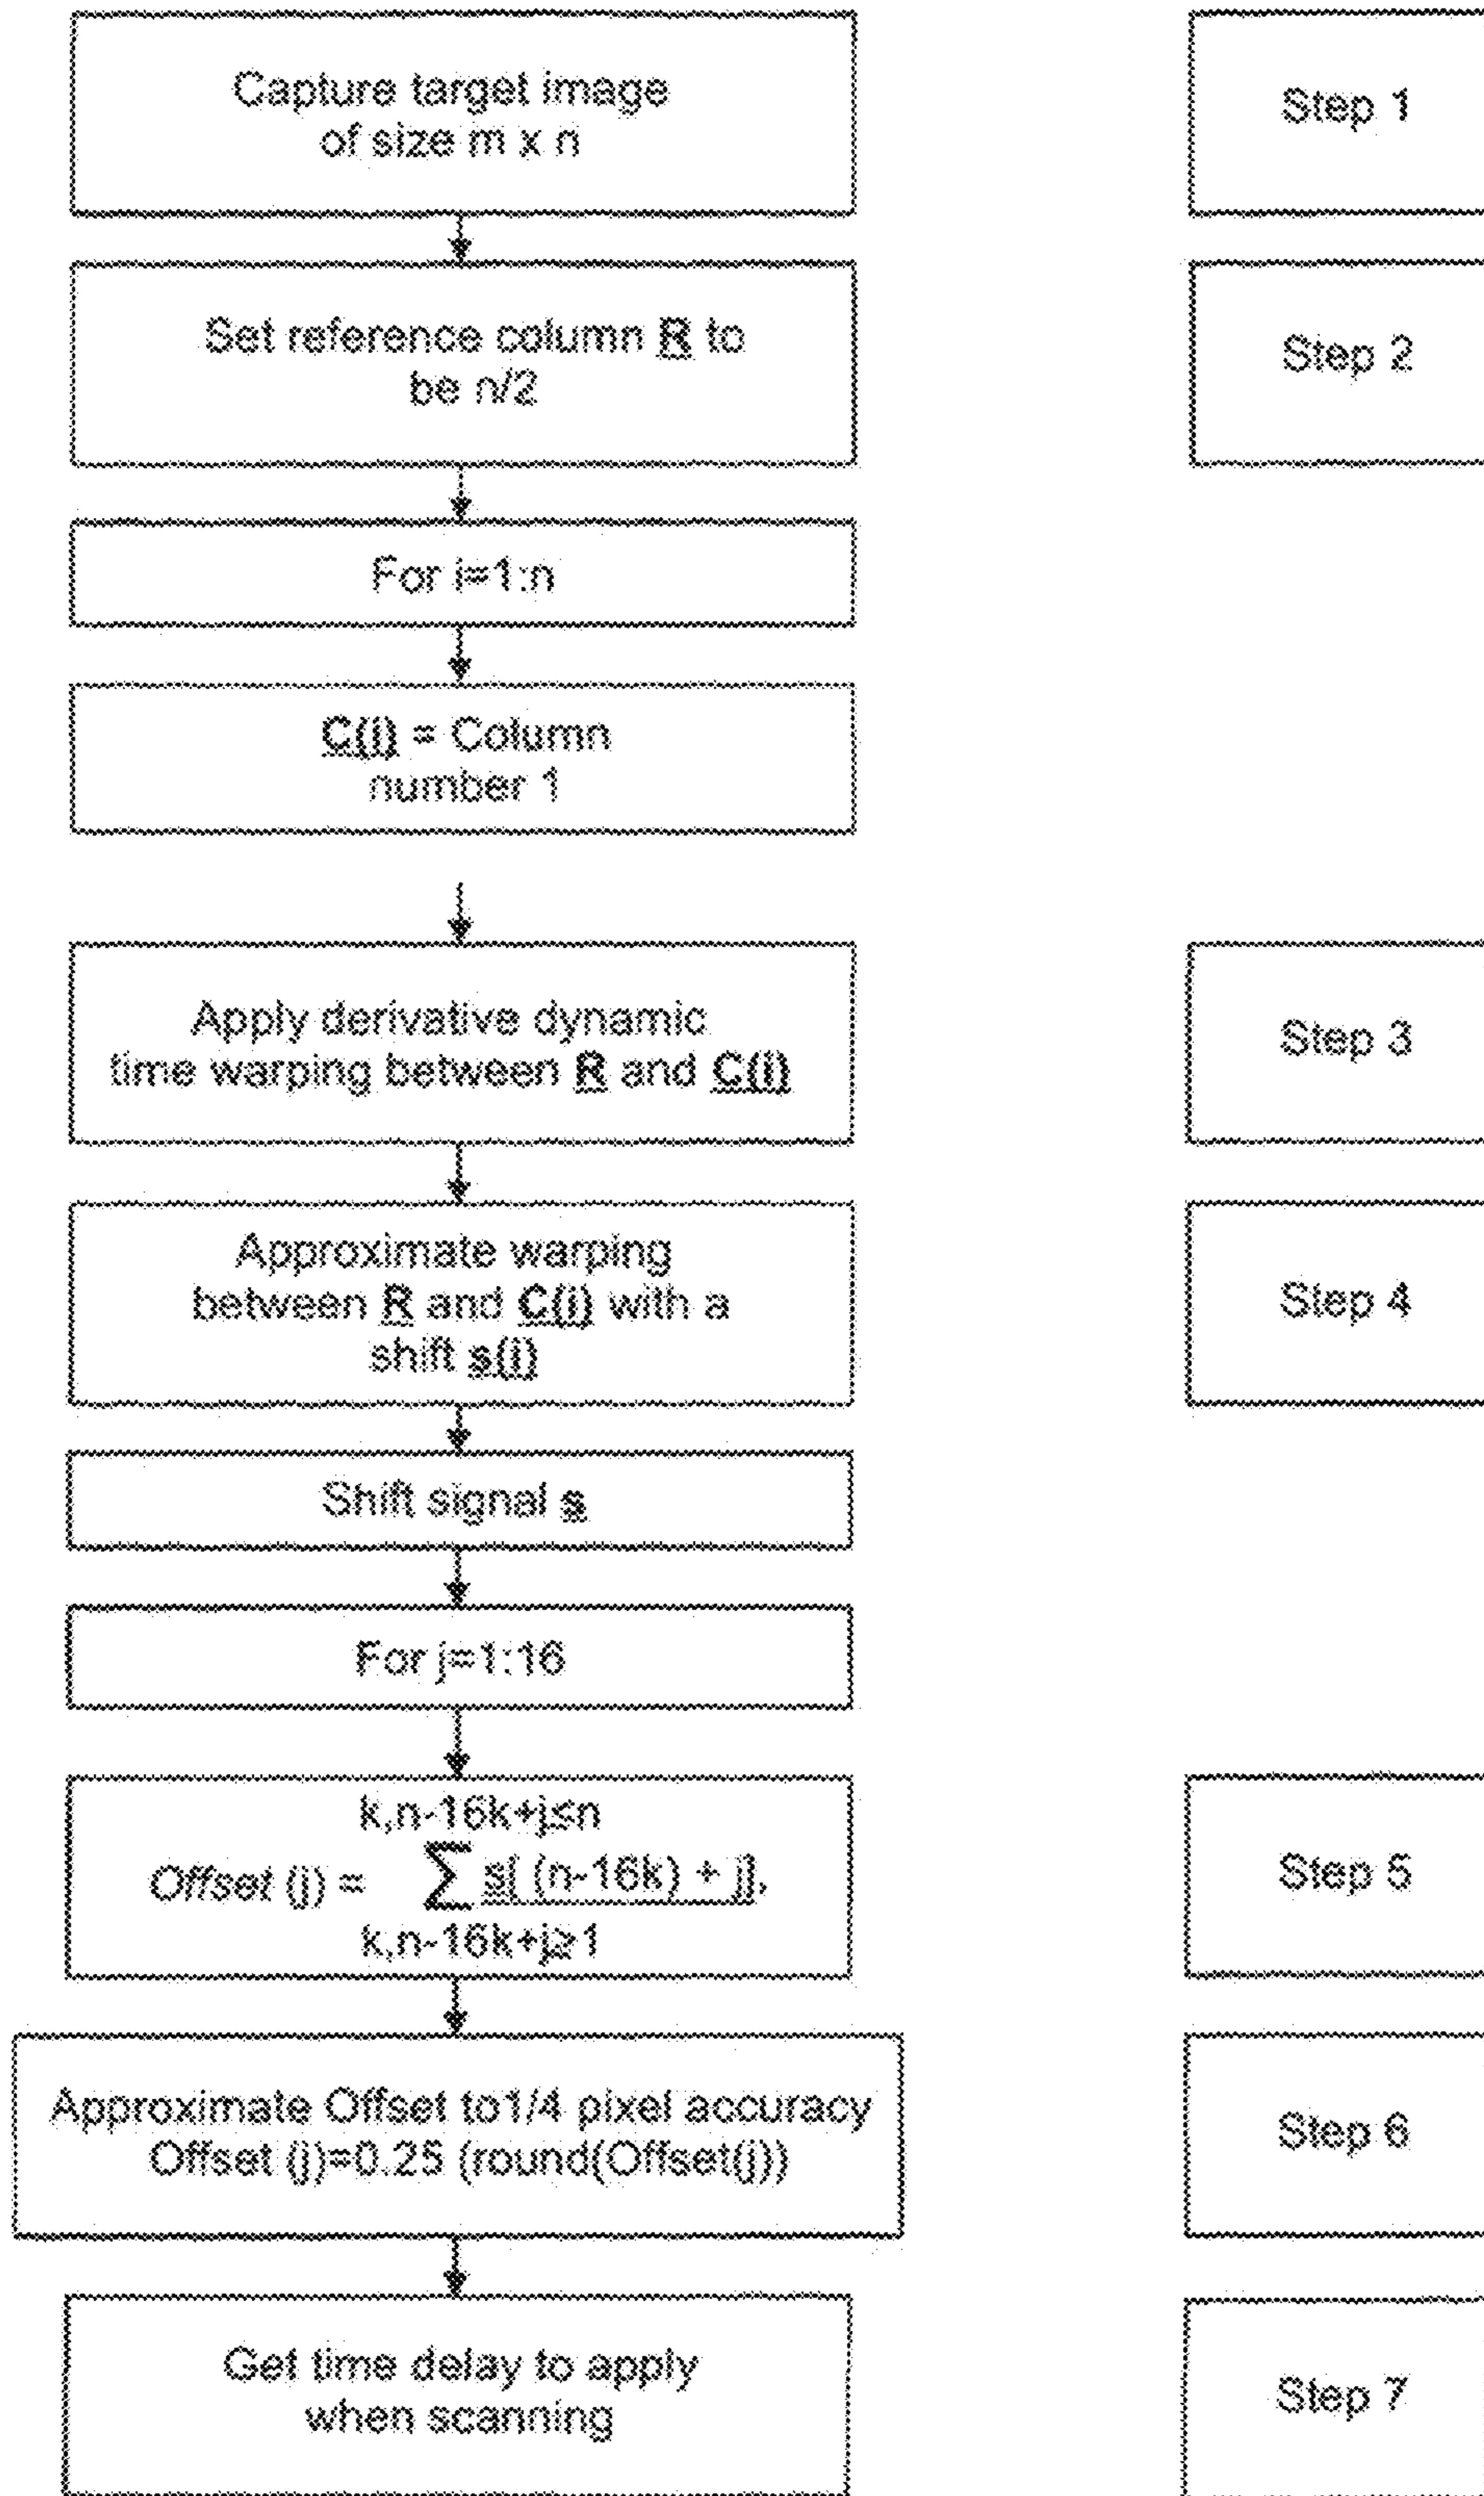 Capture target image
of size m x n
Step 1
Set reference column R to
be n/2
Step 2
For i=1:n
C(i) = Column
number 1
Apply derivative dynamic
time warping between R and C(i)
Step 3
Approximate warping
between R and C(i) with a
shift s(i)
Step 4
Shift signal s
For j=1:16
k,n-16k+j≤n
Offset (j) = ∑ s[ (n-16k) + j],
k,n-16k+j≥1
Step 5
Approximate Offset to1/4 pixel accuracy
Offset (j)=0.25 (round(Offset(j))
Step 6
Get time delay to apply
when scanning
Step 7